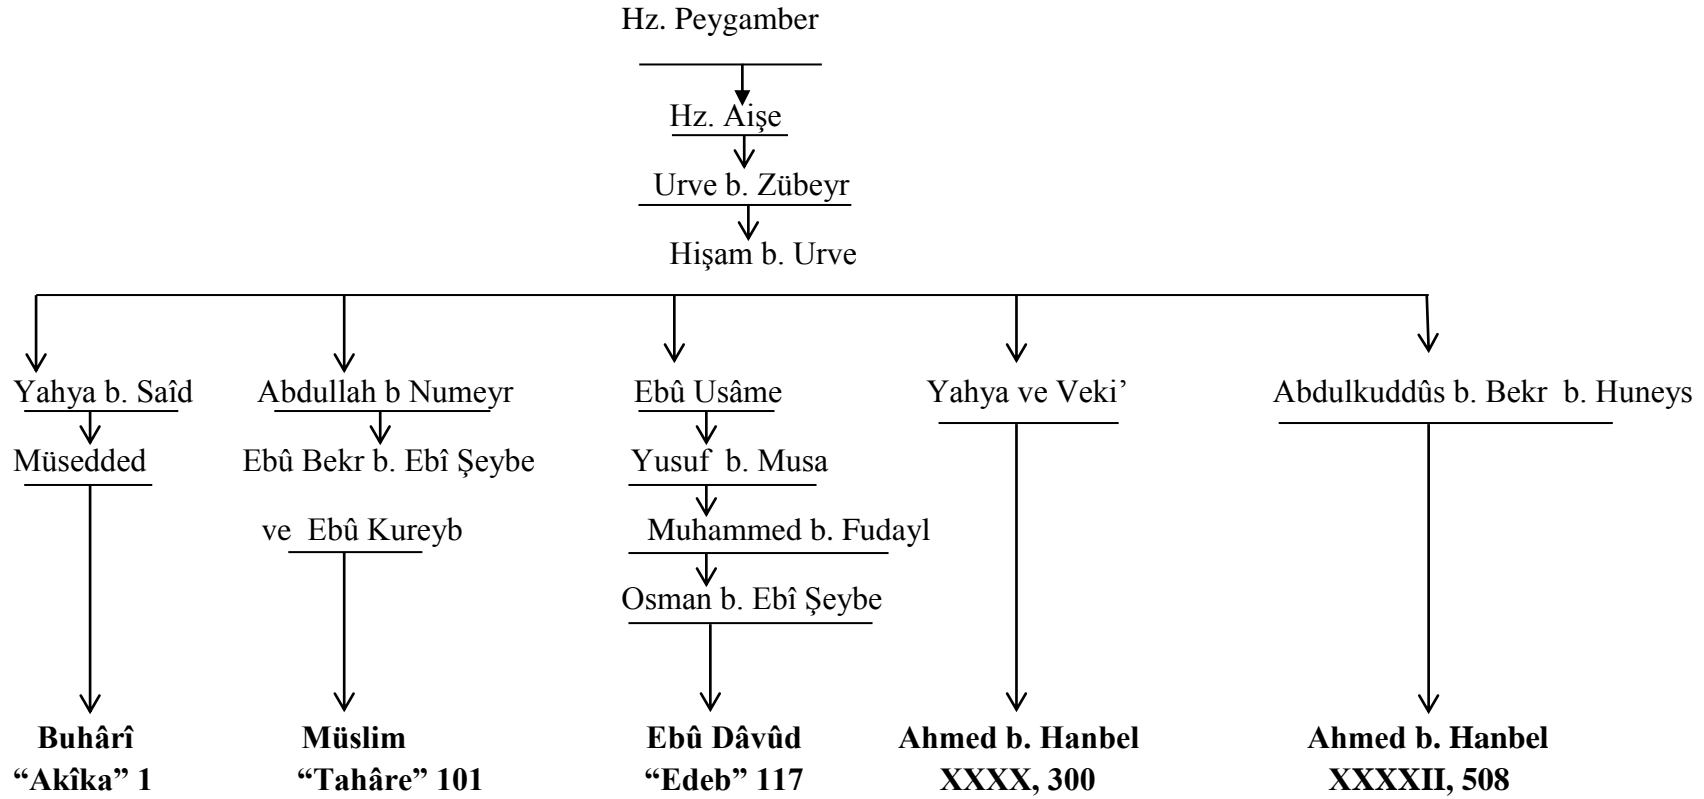 Hz. Peygamber
Hz. Aişe
Urve b. Zübeyr
Hişam b. Urve
Yahya b. Saîd Abdullah b Numeyr Ebû Usâme Yahya ve Veki’ Abdulkuddûs b. Bekr b. Huneys
Müsedded Ebû Bekr b. Ebî Şeybe Yusuf b. Musa
ve Ebû Kureyb Muhammed b. Fudayl
Osman b. Ebî Şeybe
Buhârî Müslim Ebû Dâvûd Ahmed b. Hanbel Ahmed b. Hanbel
“Akîka” 1 “Tahâre” 101 “Edeb” 117 XXXX, 300 XXXXII, 508